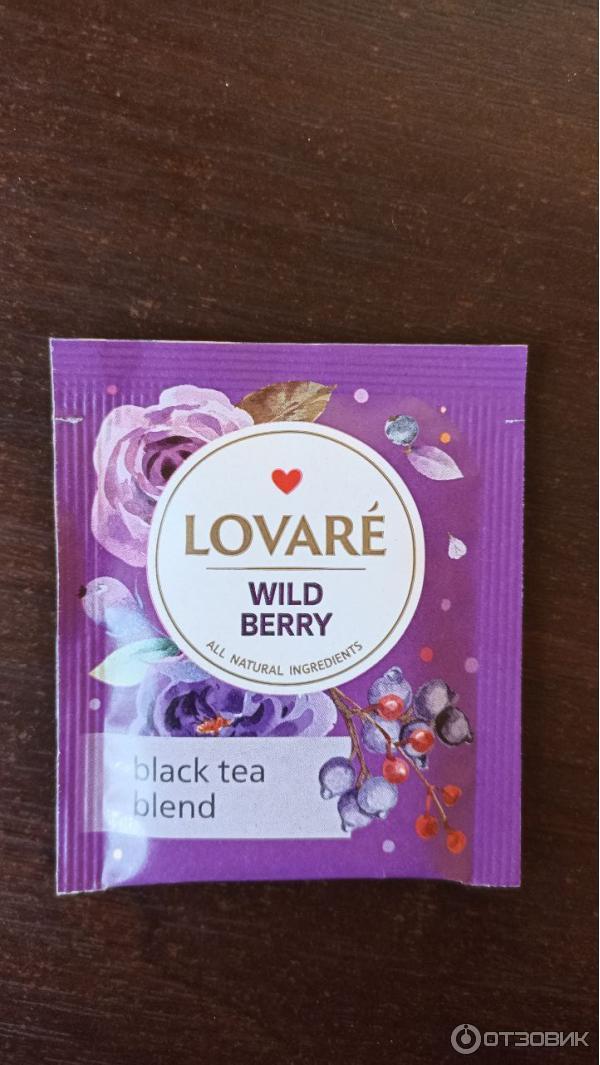 LOVARÉ
WILD
BERRY
ALL NATURAL INGREDIENTS
black tea
blend
ОТЗОВИК